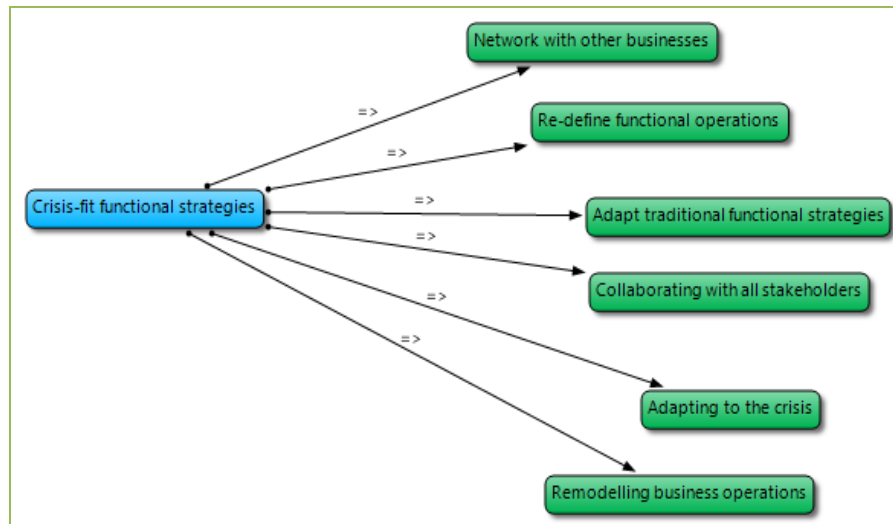 Network with other businesses
=>
Re-define functional operations
=>
Crisis-fit functional strategies
=>
Adapt traditional functional strategies
=>
Collaborating with all stakeholders
=>
=>
Adapting to the crisis
Remodelling business operations